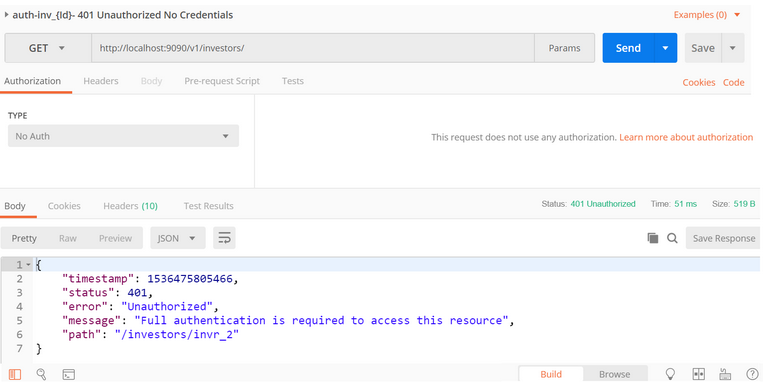 auth-inv_{Id}- 401 Unauthorized No Credentials
Examples (0)
GET
http://localhost:9090/v1/investors/
Params
Send
Save
Authorization
Headers
Body
Pre-request Script
Tests
Cookies
Code
TYPE
No Auth
This request does not use any authorization. Learn more about authorization
Body
Cookies
Headers (10)
Test Results
Status: 401 Unauthorized
Time: 51 ms
Size: 519 B
Pretty
Raw
Preview
JSON
Save Response
1 {
2 "timestamp": 1536475805466,
3 "status": 401,
4 "error": "Unauthorized",
5 "message": "Full authentication is required to access this resource",
6 "path": "/investors/invr_2"
7 }
Build
Browse